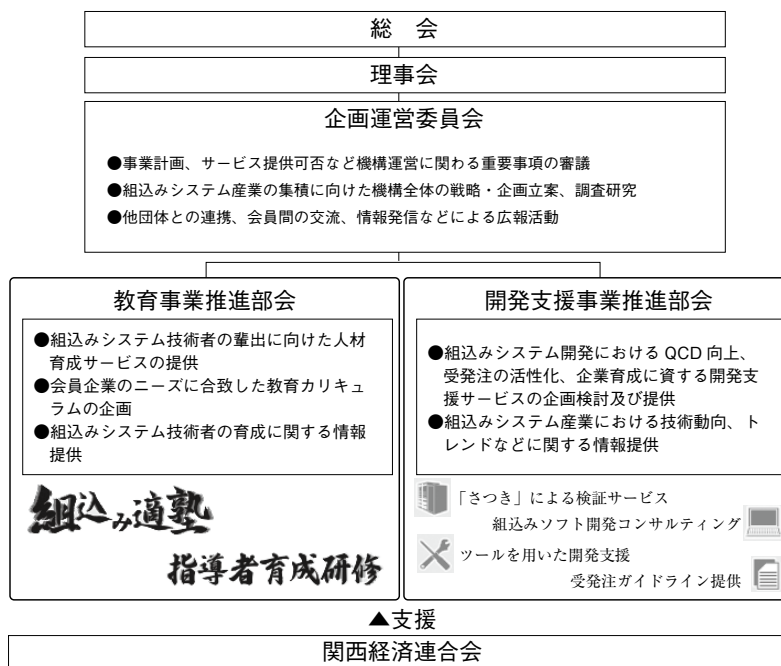 総　会
理事会
企画運営委員会
●事業計画、サービス提供可否など機構運営に関わる重要事項の審議
●組込みシステム産業の集積に向けた機構全体の戦略・企画立案、調査研究
●他団体との連携、会員間の交流、情報発信などによる広報活動
教育事業推進部会
●組込みシステム技術者の輩出に向けた人材
育成サービスの提供
●会員企業のニーズに合致した教育カリキュ
ラムの企画
●組込みシステム技術者の育成に関する情報
提供
組込み適塾
指導者育成研修
開発支援事業推進部会
●組込みシステム開発における QCD 向上、
受発注の活性化、企業育成に資する開発支
援サービスの企画検討及び提供
●組込みシステム産業における技術動向、ト
レンドなどに関する情報提供
「さつき」による検証サービス
組込みソフト開発コンサルティング
ツールを用いた開発支援
受発注ガイドライン提供
▲支援
関西経済連合会